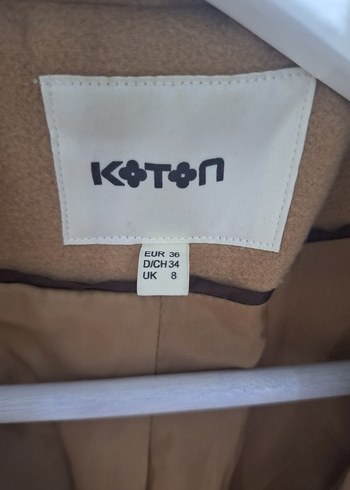 KOTON
EUR 36
D/CH 34
UK 8